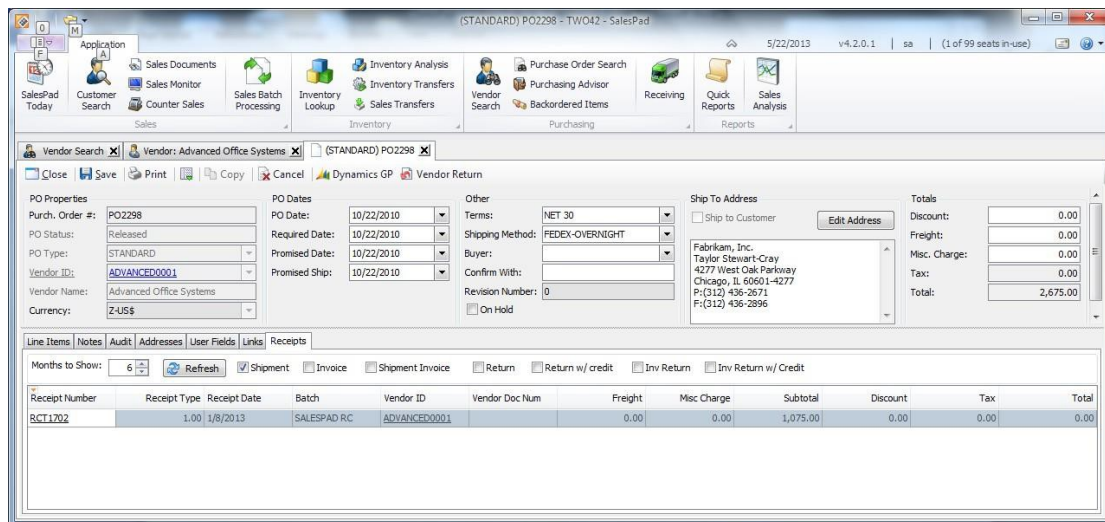 (STANDARD) PO2298 - TWO42 - SalesPad
0
M
F
Application
A
5/22/2013 v4.2.0.1 | sa | (1 of 99 seats in-use)
SalesPad Today
Customer Search
Sales Documents
Sales Monitor
Counter Sales
Sales Batch Processing
Sales
Inventory Lookup
Inventory Analysis
Inventory Transfers
Sales Transfers
Inventory
Vendor Search
Purchase Order Search
Purchasing Advisor
Backordered Items
Receiving
Purchasing
Quick Reports
Sales Analysis
Reports
Vendor Search X Vendor: Advanced Office Systems X (STANDARD) PO2298 X
Close Save Print Copy Cancel Dynamics GP Vendor Return
PO Properties
Purch. Order #: PO2298
PO Status: Released
PO Type: STANDARD
Vendor ID: ADVANCED0001
Vendor Name: Advanced Office Systems
Currency: Z-US$
PO Dates
PO Date: 10/22/2010
Required Date: 10/22/2010
Promised Date: 10/22/2010
Promised Ship: 10/22/2010
Other
Terms: NET 30
Shipping Method: FEDEX-OVERNIGHT
Buyer:
Confirm With:
Revision Number: 0
On Hold
Ship To Address
Ship to Customer Edit Address
Fabrikam, Inc.
Taylor Stewart-Cray
4277 West Oak Parkway
Chicago, IL 60601-4277
P:(312) 436-2671
F:(312) 436-2896
Totals
Discount: 0.00
Freight: 0.00
Misc. Charge: 0.00
Tax: 0.00
Total: 2,675.00
Line Items Notes Audit Addresses User Fields Links Receipts
Months to Show: 6 Refresh Shipment Invoice Shipment Invoice Return Return w/ credit Inv Return Inv Return w/ Credit
Receipt Number Receipt Type Receipt Date Batch Vendor ID Vendor Doc Num Freight Misc Charge Subtotal Discount Tax Total
RCT1702 1.00 1/8/2013 SALESPAD RC ADVANCED0001 0.00 0.00 1,075.00 0.00 0.00 0.00